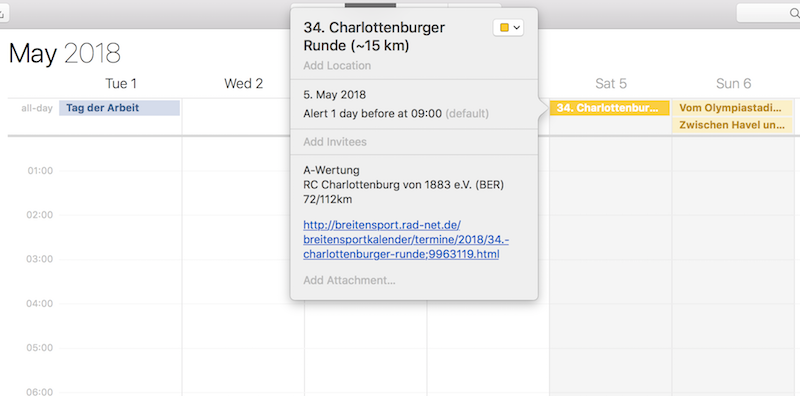 34. Charlottenburger
Runde (~15 km)
Add Location
5. May 2018
Alert 1 day before at 09:00 (default)
Add Invitees
A-Wertung
RC Charlottenburg von 1883 e.V. (BER)
72/112km
http://breitensport.rad-net.de/
breitensportkalender/termine/2018/34.-
charlottenburger-runde;9963119.html
Add Attachment...
May 2018
Tue 1
Wed 2
Sat 5
Sun 6
all-day
Tag der Arbeit
34. Charlottenbur...
Vom Olympiastadi...
Zwischen Havel un...
01:00
02:00
03:00
04:00
05:00
06:00